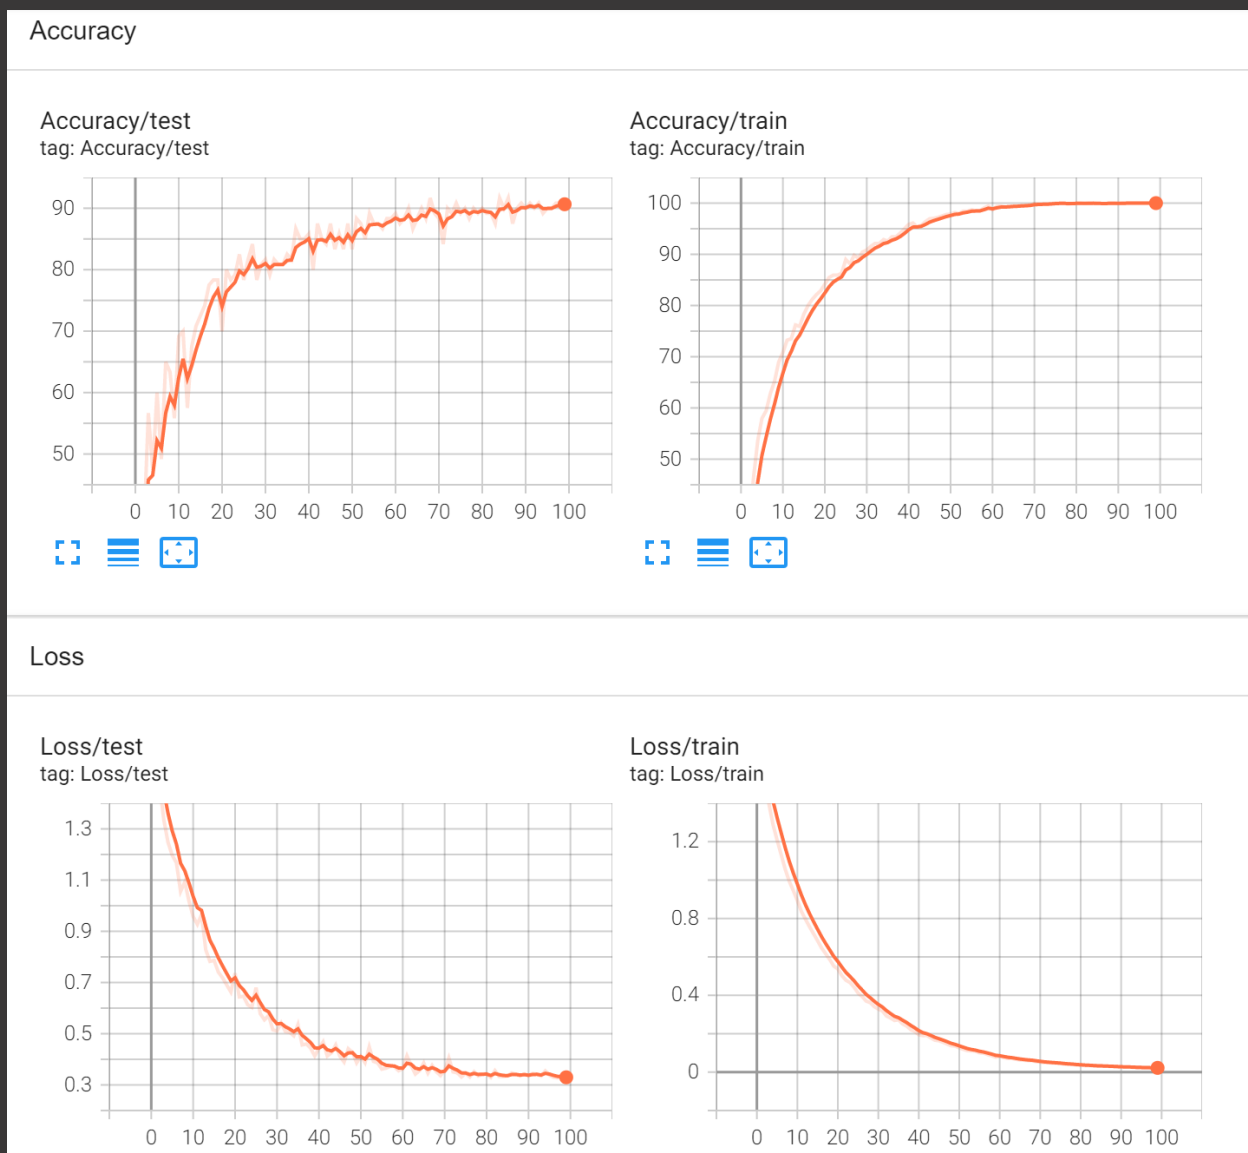 Accuracy
Accuracy/test
tag: Accuracy/test
90
80
70
60
50
0 10 20 30 40 50 60 70 80 90 100
Accuracy/train
tag: Accuracy/train
100
90
80
70
60
50
0 10 20 30 40 50 60 70 80 90 100
Loss
Loss/test
tag: Loss/test
1.3
1.1
0.9
0.7
0.5
0.3
0 10 20 30 40 50 60 70 80 90 100
Loss/train
tag: Loss/train
1.2
0.8
0.4
0
0 10 20 30 40 50 60 70 80 90 100